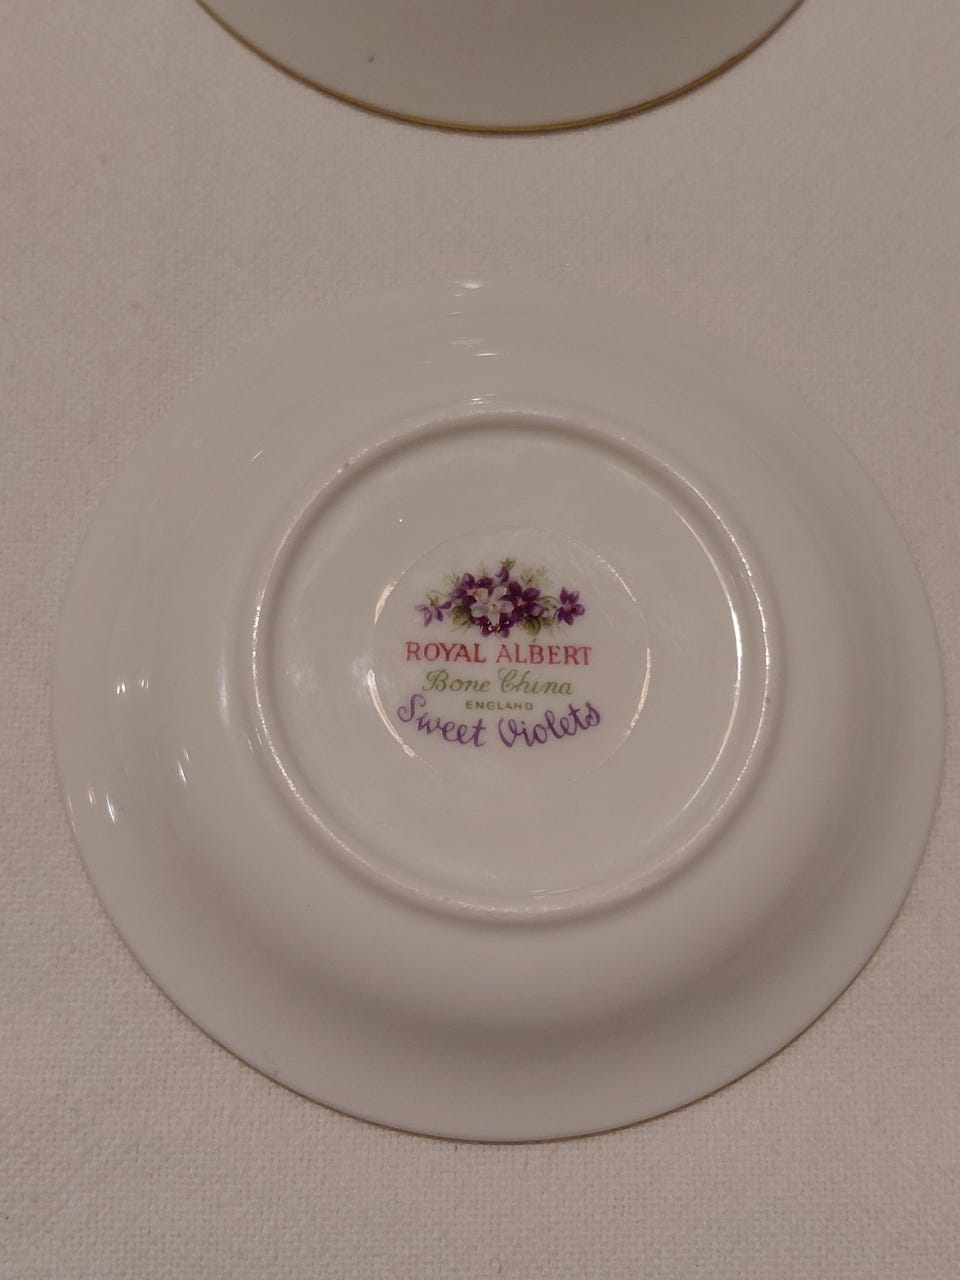 ROYAL ALBERT
Bone China
ENGLAND
Sweet Violets